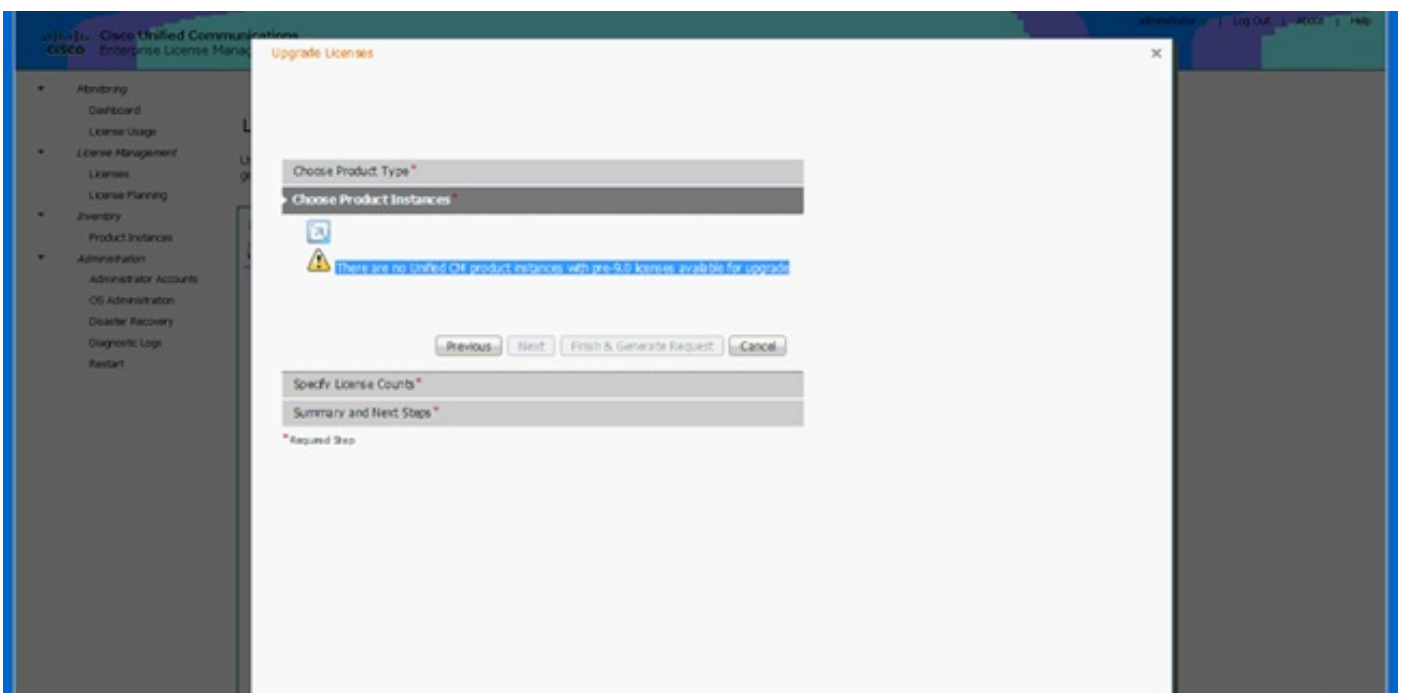 administrator | Log Out | About | Help
Cisco Unified Communications
CISCO Enterprise License Manag
Upgrade Licenses
Monitoring
Dashboard
License Usage
License Management
Licenses
License Planning
Inventory
Product Instances
Administration
Administrator Accounts
OS Administration
Disaster Recovery
Diagnostic Logs
Restart
Choose Product Type*
Choose Product Instances*
There are no Unified CM product instances with pre-9.0 licenses available for upgrade
Previous Next Finish & Generate Request Cancel
Specify License Counts*
Summary and Next Steps*
*Required Step